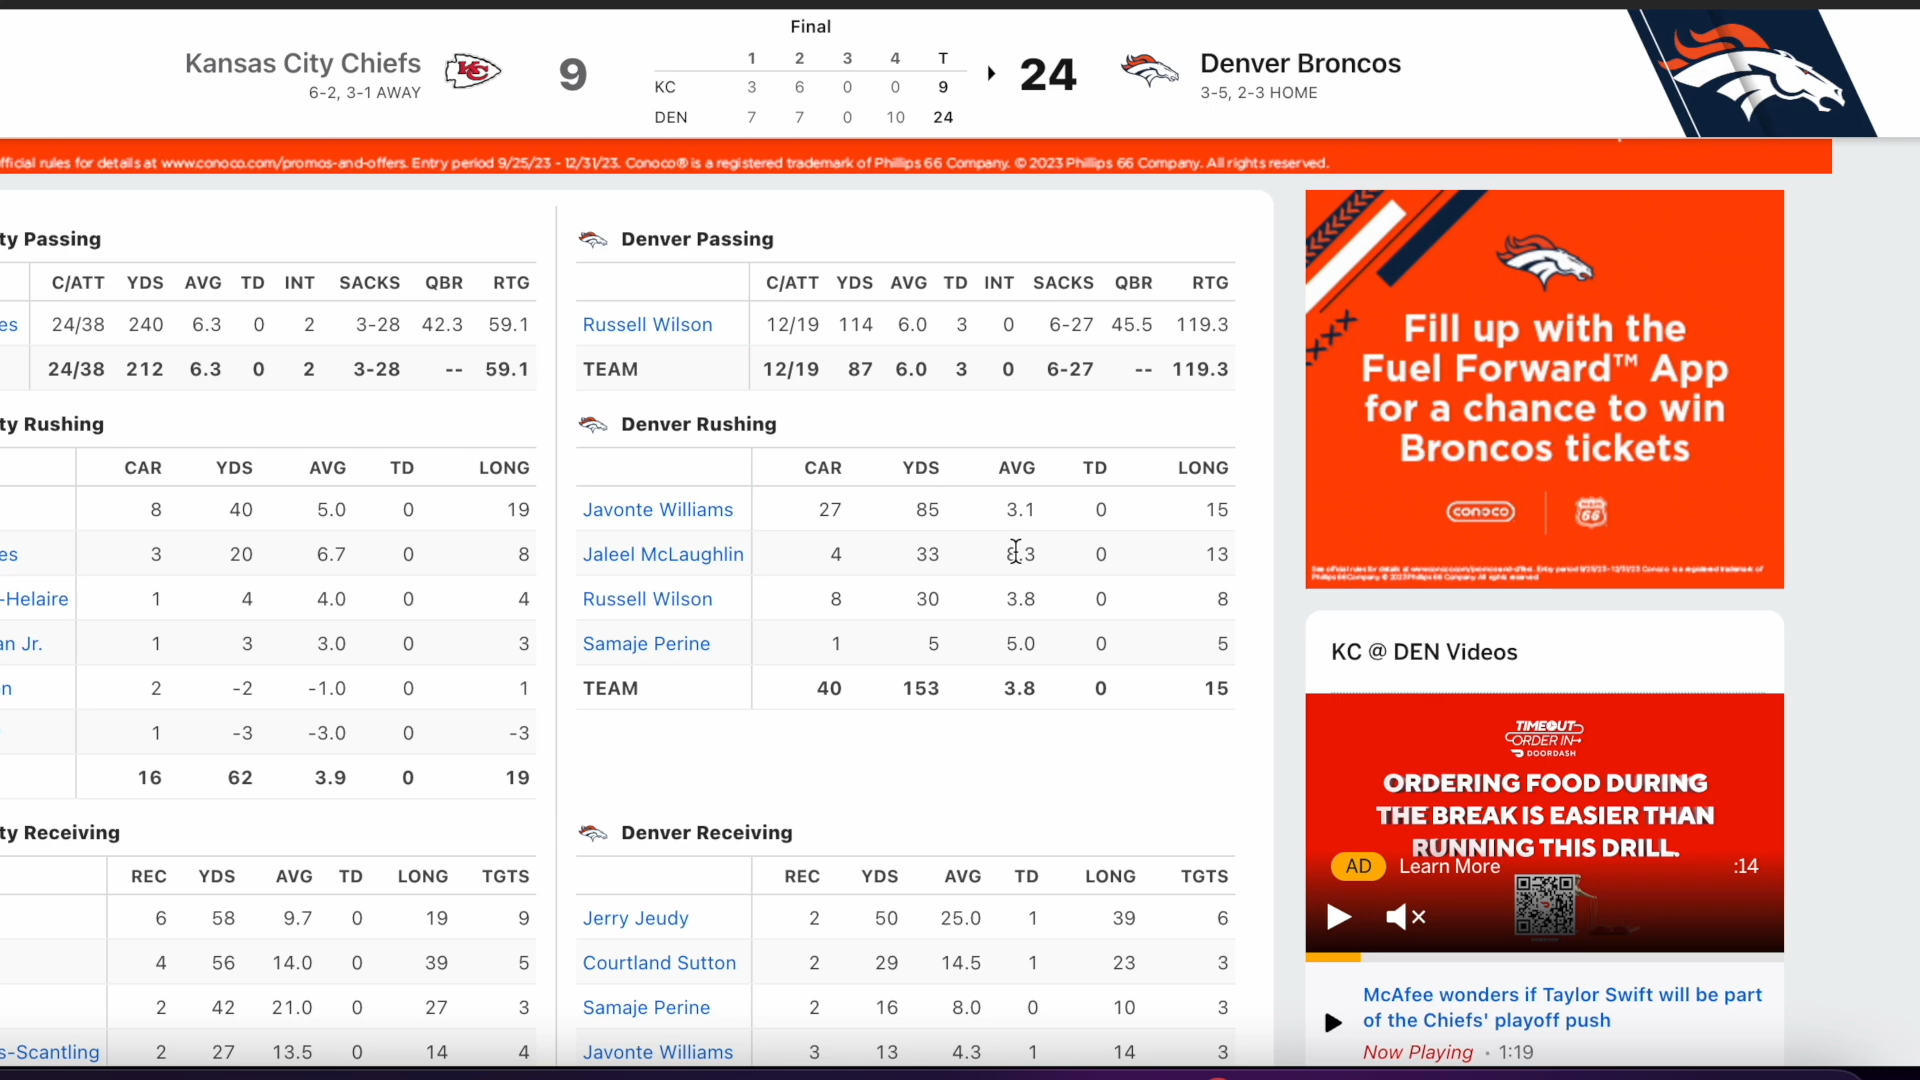 Final
Kansas City Chiefs
6-2, 3-1 AWAY
9
1 2 3 4 T
KC 3 6 0 0 9
DEN 7 7 0 10 24
24
Denver Broncos
3-5, 2-3 HOME
fficial rules for details at www.conoco.com/promos-and-offers. Entry period 9/25/23 - 12/31/23. Conoco® is a registered trademark of Phillips 66 Company. © 2023 Phillips 66 Company. All rights reserved.
ty Passing
C/ATT YDS AVG TD INT SACKS QBR RTG
es 24/38 240 6.3 0 2 3-28 42.3 59.1
24/38 212 6.3 0 2 3-28 -- 59.1
ty Rushing
CAR YDS AVG TD LONG
8 40 5.0 0 19
es 3 20 6.7 0 8
-Helaire 1 4 4.0 0 4
an Jr. 1 3 3.0 0 3
n 2 -2 -1.0 0 1
1 -3 -3.0 0 -3
16 62 3.9 0 19
ty Receiving
REC YDS AVG TD LONG TGTS
6 58 9.7 0 19 9
4 56 14.0 0 39 5
2 42 21.0 0 27 3
s-Scantling 2 27 13.5 0 14 4
Denver Passing
C/ATT YDS AVG TD INT SACKS QBR RTG
Russell Wilson 12/19 114 6.0 3 0 6-27 45.5 119.3
TEAM 12/19 87 6.0 3 0 6-27 -- 119.3
Denver Rushing
CAR YDS AVG TD LONG
Javonte Williams 27 85 3.1 0 15
Jaleel McLaughlin 4 33 8.3 0 13
Russell Wilson 8 30 3.8 0 8
Samaje Perine 1 5 5.0 0 5
TEAM 40 153 3.8 0 15
Denver Receiving
REC YDS AVG TD LONG TGTS
Jerry Jeudy 2 50 25.0 1 39 6
Courtland Sutton 2 29 14.5 1 23 3
Samaje Perine 2 16 8.0 0 10 3
Javonte Williams 3 13 4.3 1 14 3
Fill up with the
Fuel Forward™ App
for a chance to win
Broncos tickets
conoco
66
KC @ DEN Videos
TIMEOUT
ORDER IN
DOORDASH
ORDERING FOOD DURING
THE BREAK IS EASIER THAN
RUNNING THIS DRILL.
AD Learn More :14
McAfee wonders if Taylor Swift will be part
of the Chiefs' playoff push
Now Playing • 1:19